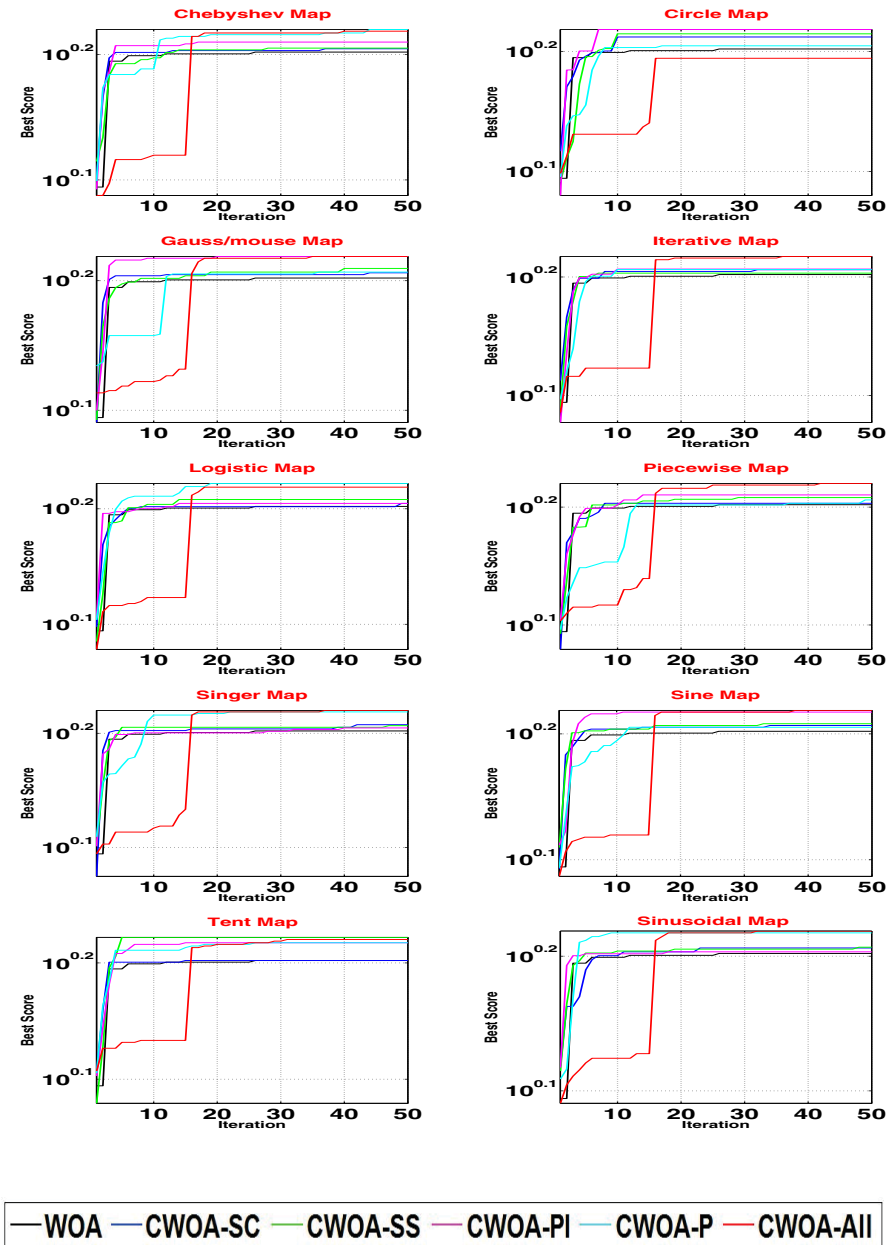 Chebyshev Map
Best Score
10^0.2
10^0.1
10 20 30 40 50
Iteration
Circle Map
Best Score
10^0.2
10^0.1
10 20 30 40 50
Iteration
Gauss/mouse Map
Best Score
10^0.2
10^0.1
10 20 30 40 50
Iteration
Iterative Map
Best Score
10^0.2
10^0.1
10 20 30 40 50
Iteration
Logistic Map
Best Score
10^0.2
10^0.1
10 20 30 40 50
Iteration
Piecewise Map
Best Score
10^0.2
10^0.1
10 20 30 40 50
Iteration
Singer Map
Best Score
10^0.2
10^0.1
10 20 30 40 50
Iteration
Sine Map
Best Score
10^0.2
10^0.1
10 20 30 40 50
Iteration
Tent Map
Best Score
10^0.2
10^0.1
10 20 30 40 50
Iteration
Sinusoidal Map
Best Score
10^0.2
10^0.1
10 20 30 40 50
Iteration
WOA CWOA-SC CWOA-SS CWOA-PI CWOA-P CWOA-All